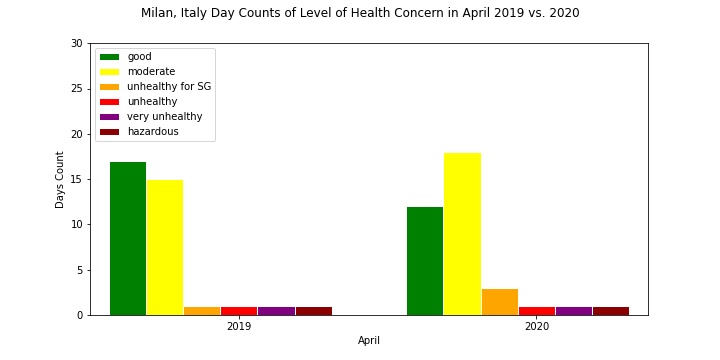 Milan, Italy Day Counts of Level of Health Concern in April 2019 vs. 2020
30
25
20
15
10
5
0
Days Count
good
moderate
unhealthy for SG
unhealthy
very unhealthy
hazardous
2019
2020
April